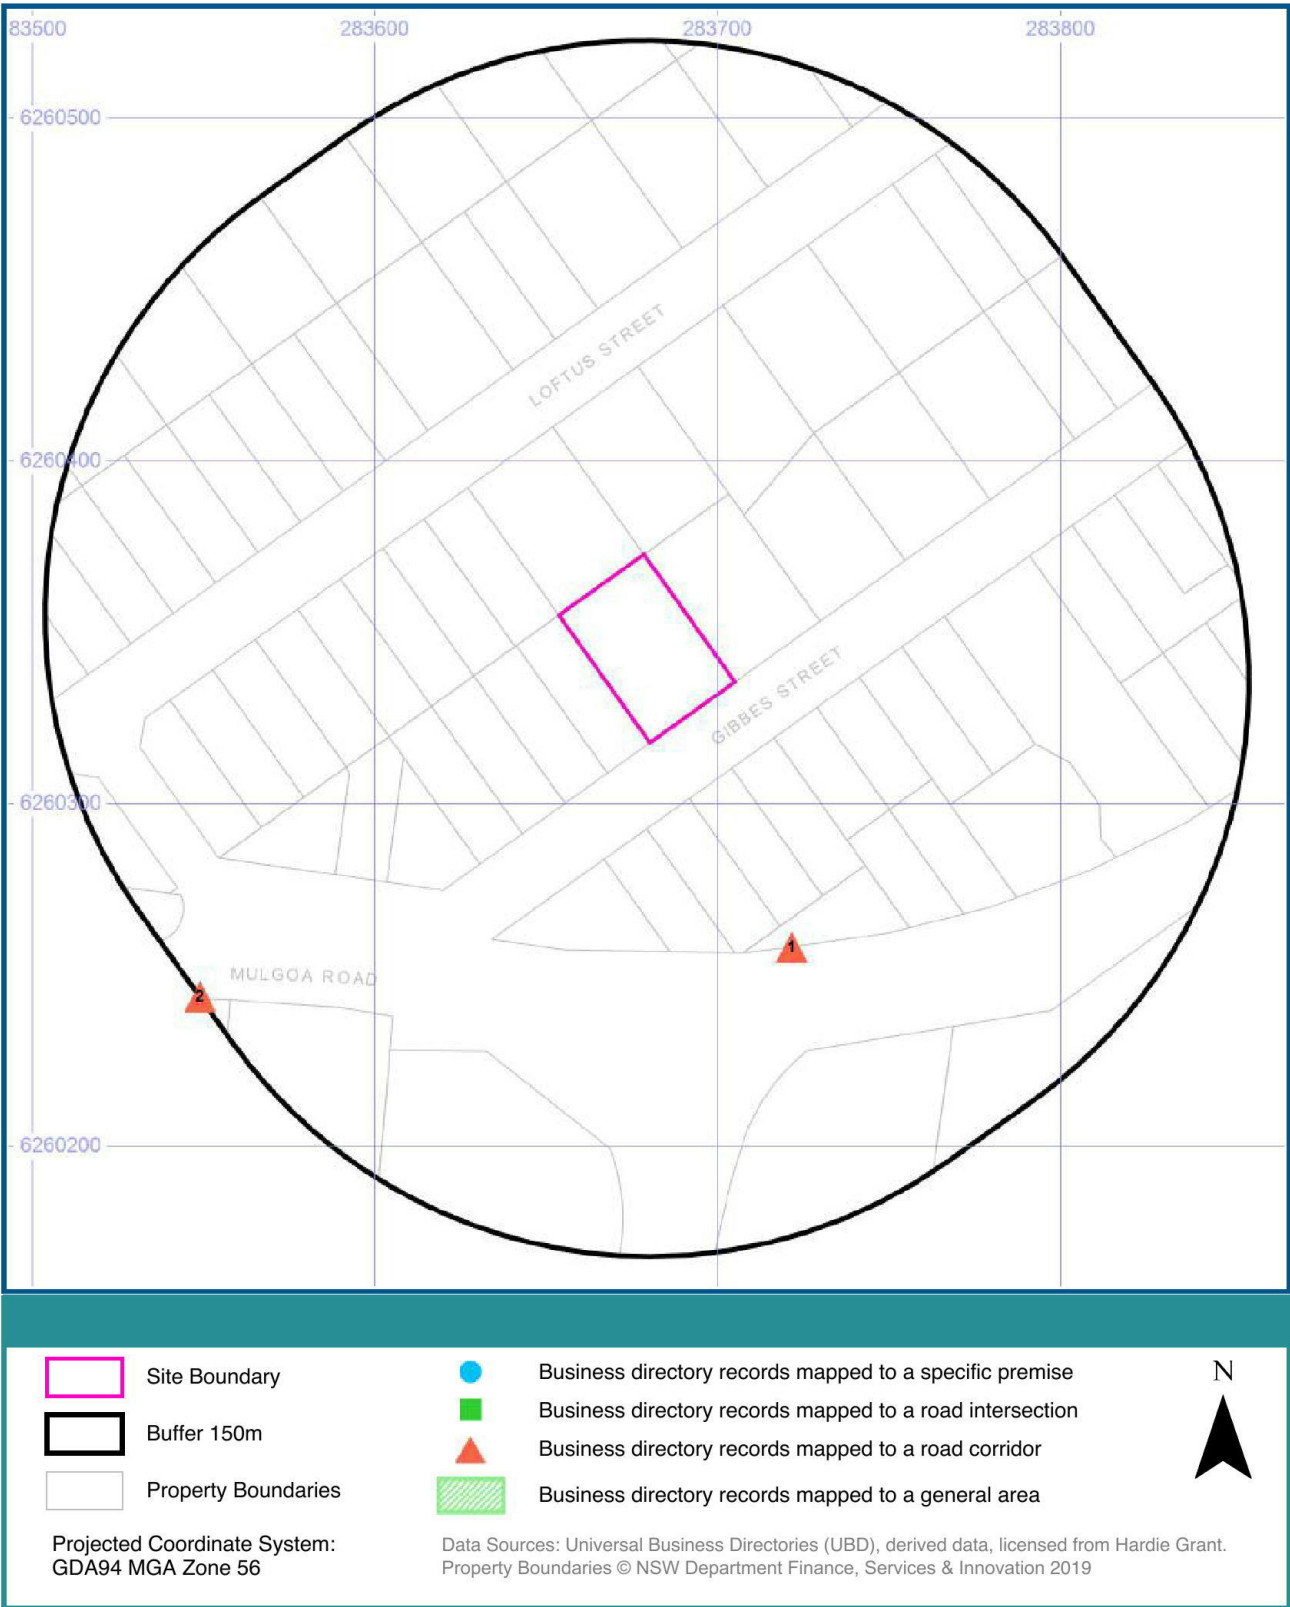 83500 283600 283700 283800
6260500
LOFTUS STREET
6260400
GIBBES STREET
6260300
1
MULGOA ROAD
2
6260200
Site Boundary
Buffer 150m
Property Boundaries
Projected Coordinate System:
GDA94 MGA Zone 56
Business directory records mapped to a specific premise
Business directory records mapped to a road intersection
Business directory records mapped to a road corridor
Business directory records mapped to a general area
Data Sources: Universal Business Directories (UBD), derived data, licensed from Hardie Grant.
Property Boundaries © NSW Department Finance, Services & Innovation 2019
N